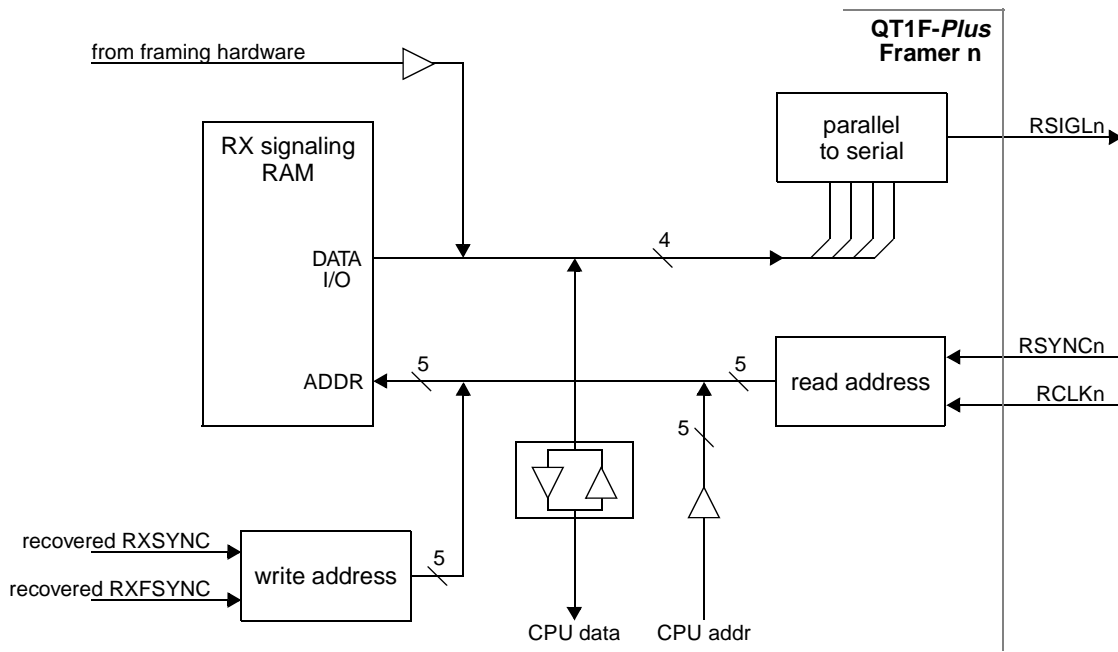 QT1F-Plus
Framer n
from framing hardware
parallel
to serial
RSIGLn
RX signaling
RAM
4
DATA
I/O
RSYNCn
5
5
ADDR
read address
RCLKn
5
recovered RXSYNC
5
write address
recovered RXFSYNC
CPU data
CPU addr